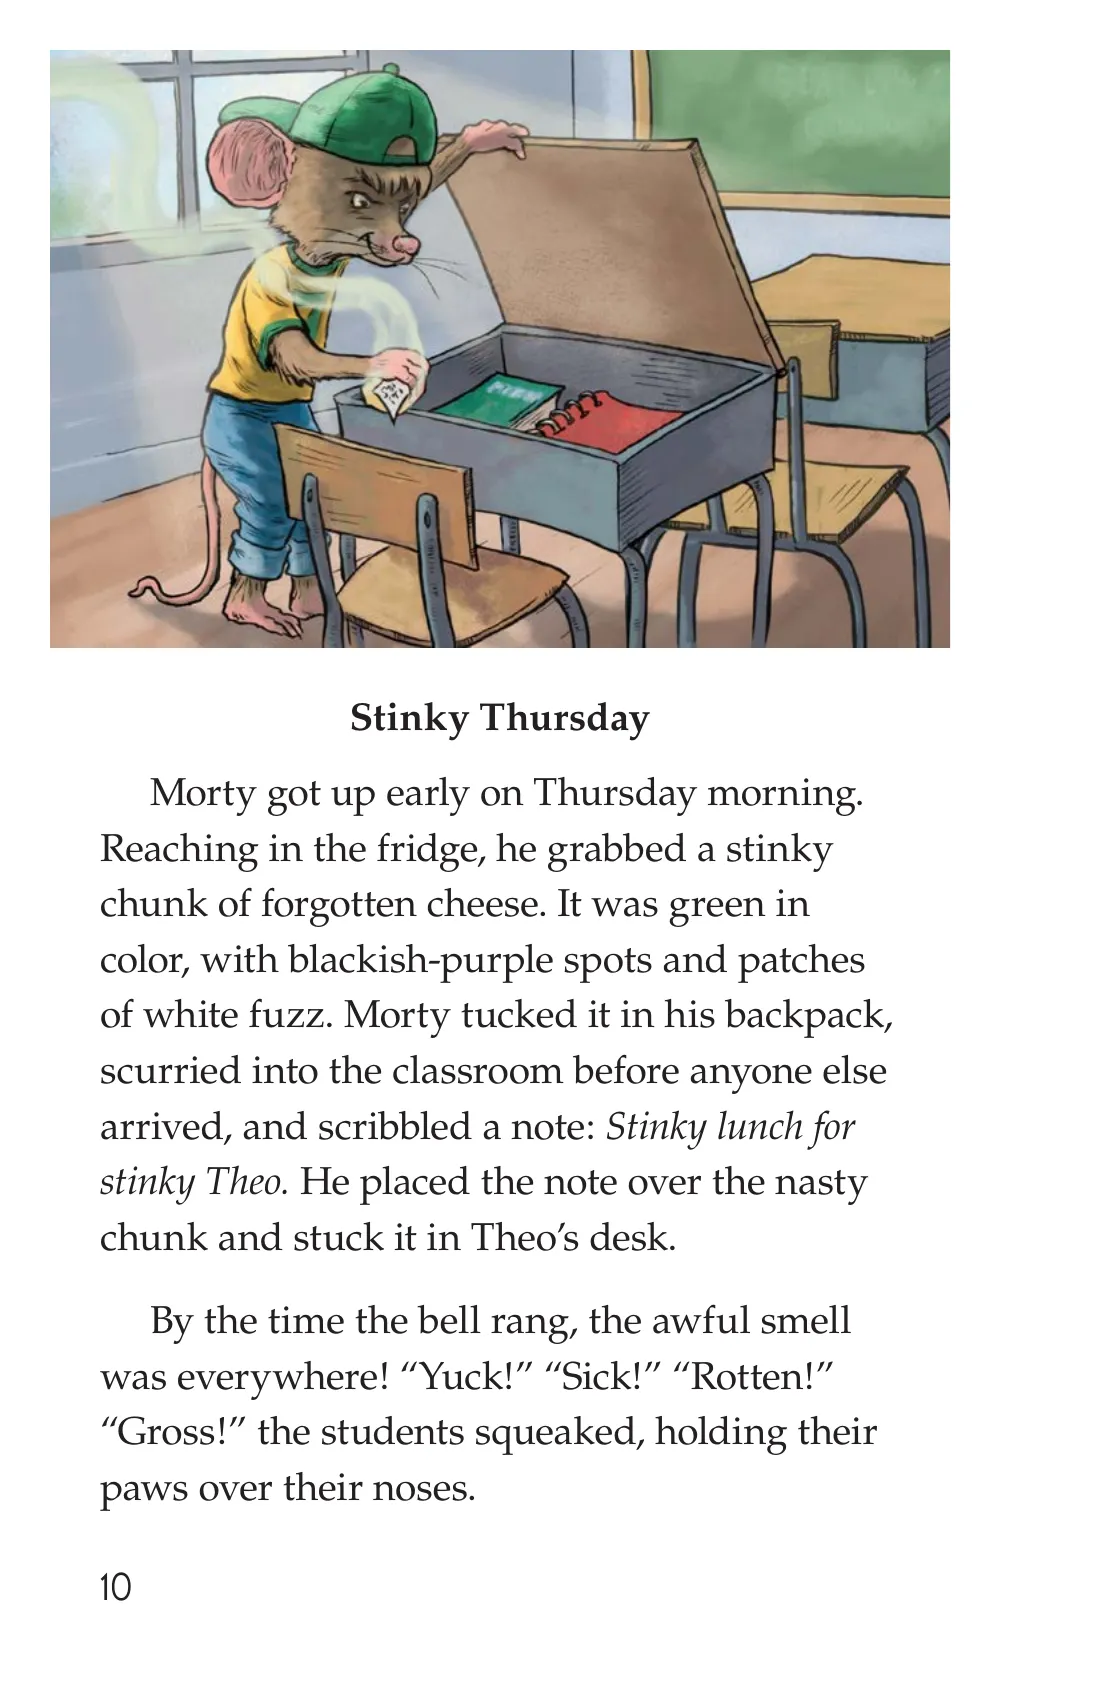 MATH
Stinky Thursday
Morty got up early on Thursday morning.
Reaching in the fridge, he grabbed a stinky
chunk of forgotten cheese. It was green in
color, with blackish-purple spots and patches
of white fuzz. Morty tucked it in his backpack,
scurried into the classroom before anyone else
arrived, and scribbled a note: Stinky lunch for
stinky Theo. He placed the note over the nasty
chunk and stuck it in Theo’s desk.
By the time the bell rang, the awful smell
was everywhere! “Yuck!” “Sick!” “Rotten!”
“Gross!” the students squeaked, holding their
paws over their noses.
10